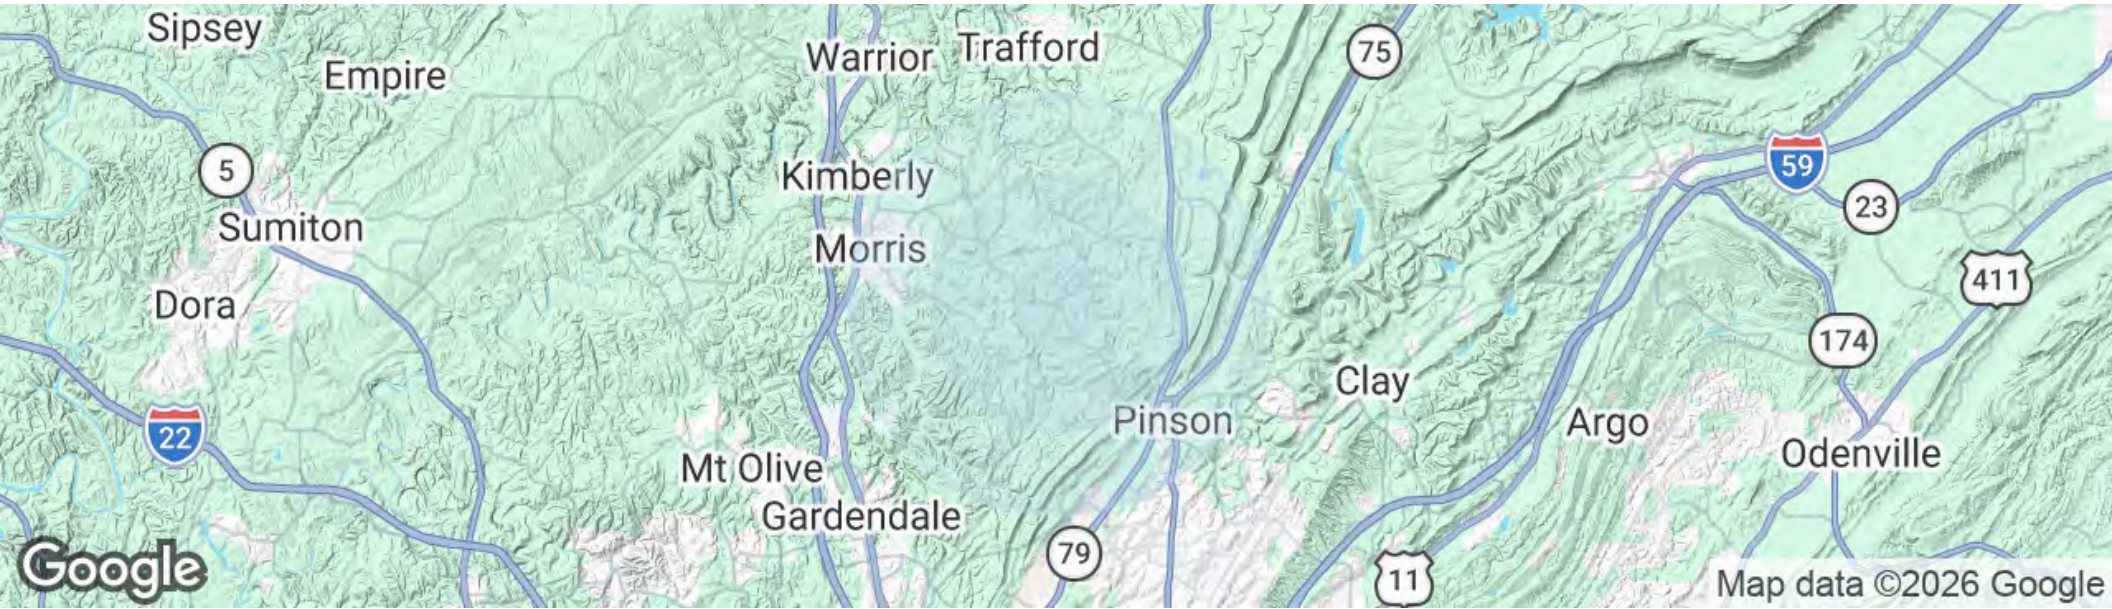 Sipsey
Empire
Warrior
Trafford
75
5
Kimberly
59
23
Sumiton
Morris
411
Dora
174
Clay
22
Pinson
Argo
Odenville
Mt Olive
Gardendale
79
11
Google
Map data ©2026 Google